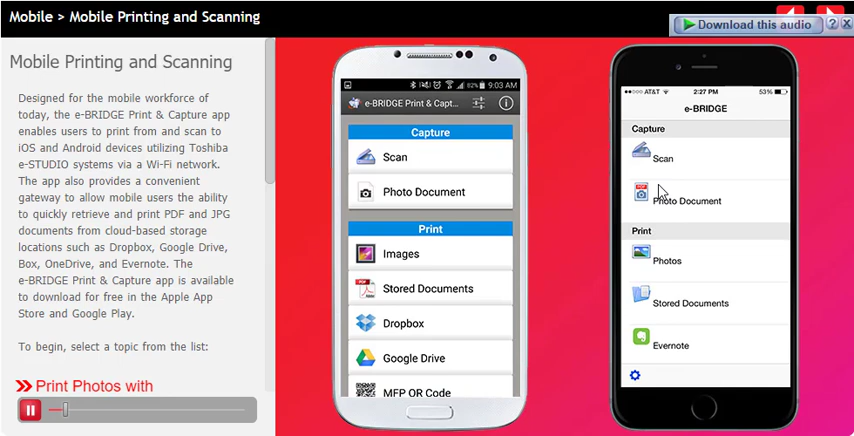 Mobile > Mobile Printing and Scanning
Download this audio
?
X
Mobile Printing and Scanning
Designed for the mobile workforce of
today, the e-BRIDGE Print & Capture app
enables users to print from and scan to
iOS and Android devices utilizing Toshiba
e-STUDIO systems via a Wi-Fi network.
The app also provides a convenient
gateway to allow mobile users the ability
to quickly retrieve and print PDF and JPG
documents from cloud-based storage
locations such as Dropbox, Google Drive,
Box, OneDrive, and Evernote. The
e-BRIDGE Print & Capture app is available
to download for free in the Apple App
Store and Google Play.
To begin, select a topic from the list:
Print Photos with
82% 9:03 AM
e-BRIDGE Print & Capt...
Capture
Scan
Photo Document
Print
Images
Stored Documents
Dropbox
Google Drive
MFP QR Code
AT&T 2:27 PM 53%
e-BRIDGE
Capture
Scan
PDF
Photo Document
Print
Photos
Stored Documents
Evernote